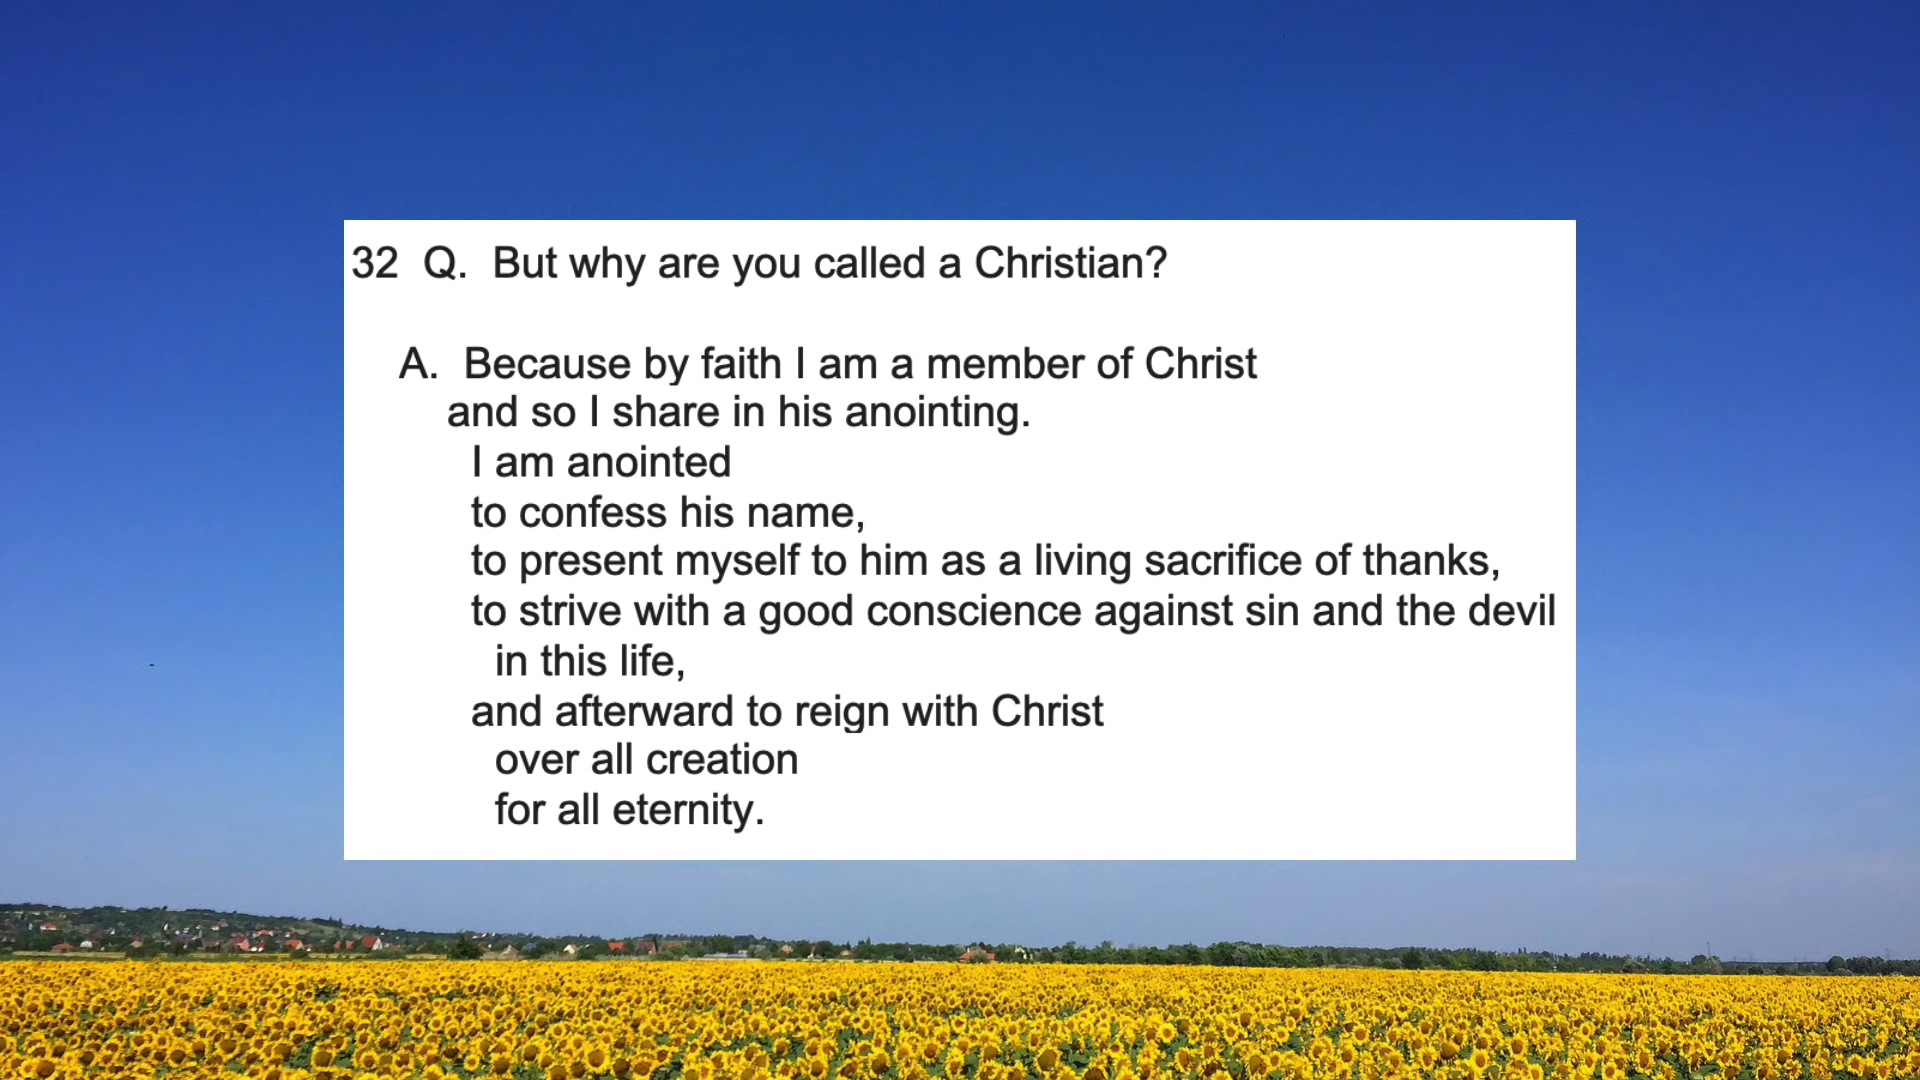 32 Q. But why are you called a Christian?
A. Because by faith I am a member of Christ
and so I share in his anointing.
I am anointed
to confess his name,
to present myself to him as a living sacrifice of thanks,
to strive with a good conscience against sin and the devil
in this life,
and afterward to reign with Christ
over all creation
for all eternity.